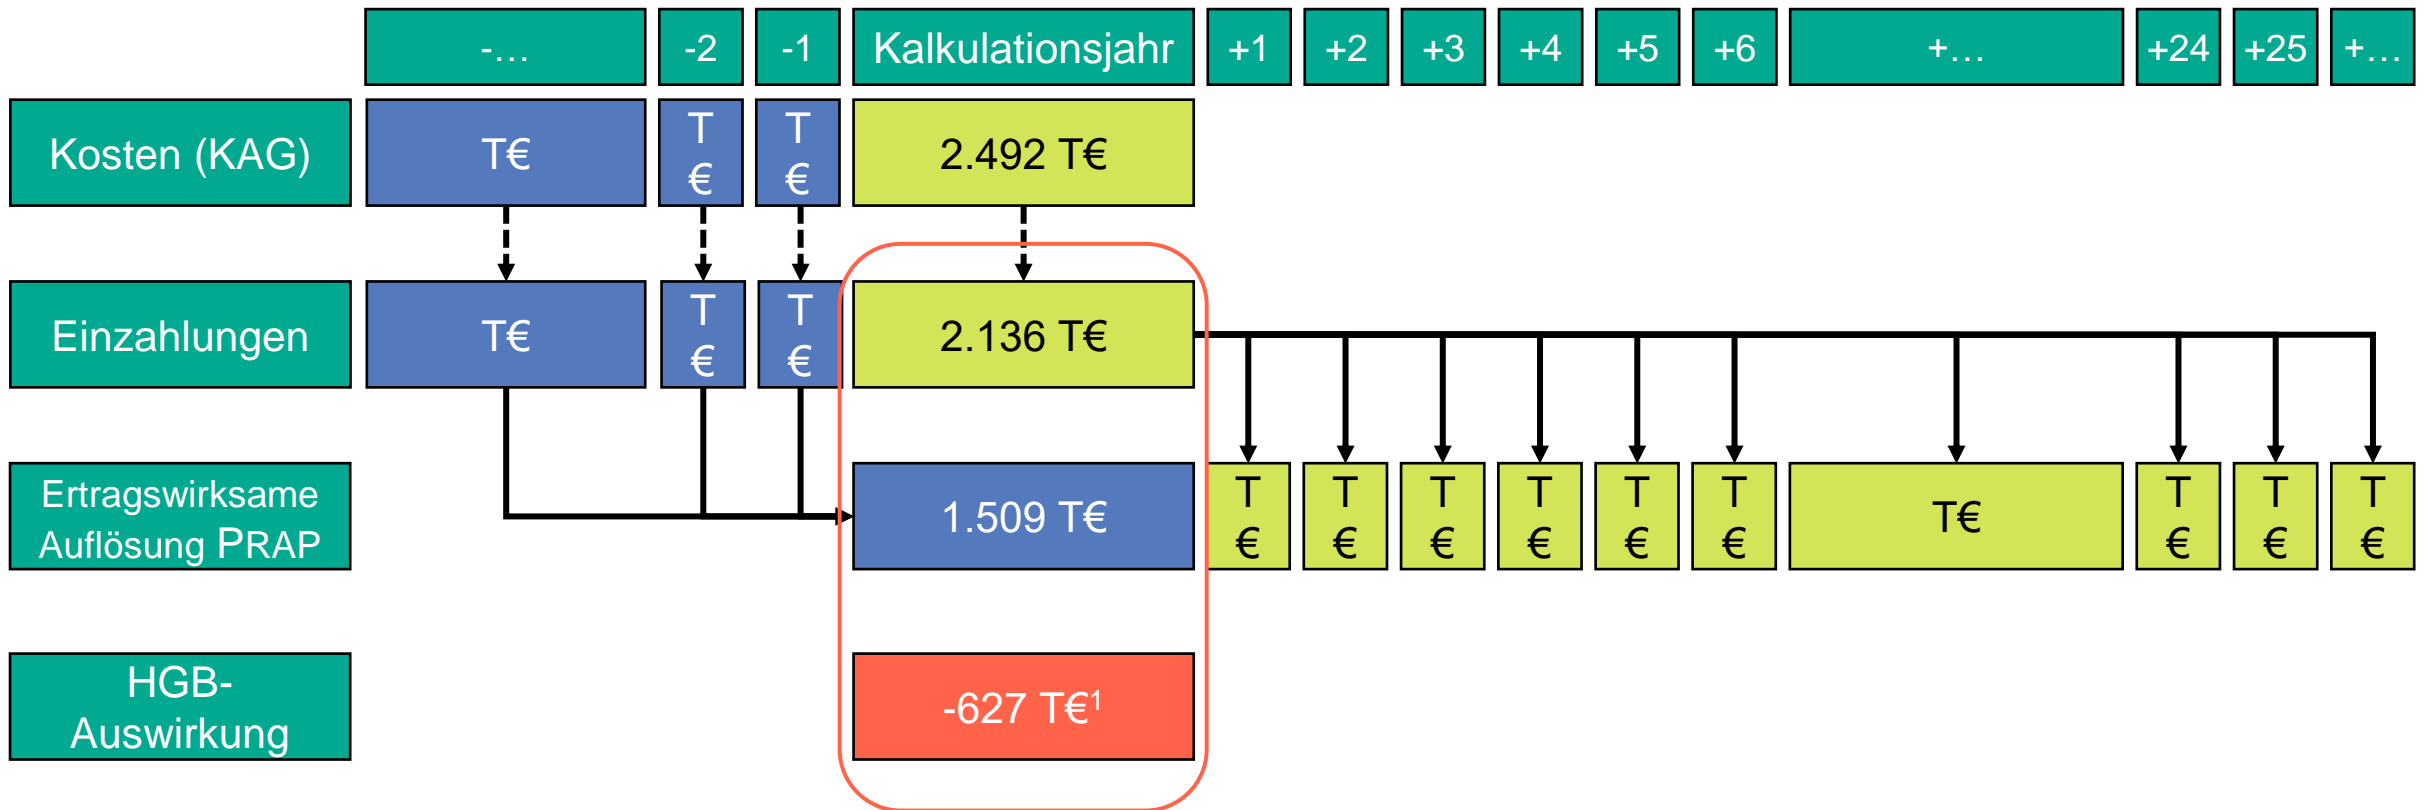 -... -2 -1 Kalkulationsjahr +1 +2 +3 +4 +5 +6 +... +24 +25 +...
Kosten (KAG) T€ T€ T€ 2.492 T€
Einzahlungen T€ T€ T€ 2.136 T€
Ertragswirksame
Auflösung PRAP
1.509 T€ T€ T€ T€ T€ T€ T€ T€ T€ T€ T€
HGB-
Auswirkung
-627 T€¹